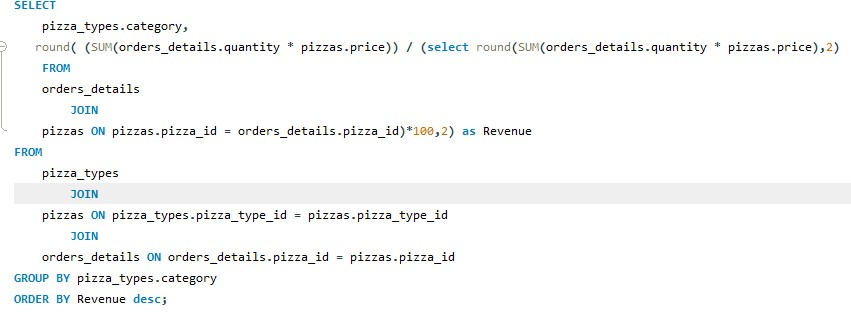 SELECT
    pizza_types.category,
   round( (SUM(orders_details.quantity * pizzas.price)) / (select round(SUM(orders_details.quantity * pizzas.price),2)
    FROM
    orders_details
        JOIN
    pizzas ON pizzas.pizza_id = orders_details.pizza_id)*100,2) as Revenue
FROM
    pizza_types
        JOIN
    pizzas ON pizza_types.pizza_type_id = pizzas.pizza_type_id
        JOIN
    orders_details ON orders_details.pizza_id = pizzas.pizza_id
GROUP BY pizza_types.category
ORDER BY Revenue desc;